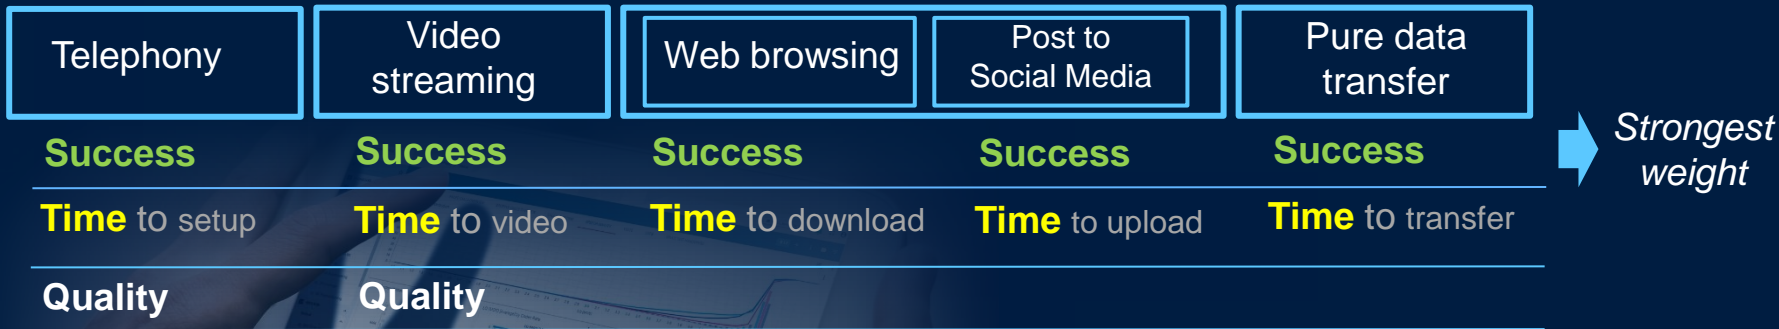 Telephony
Video
streaming
Web browsing
Post to
Social Media
Pure data
transfer
Success
Success
Success
Success
Success
Strongest
weight
Time to setup
Time to video
Time to download
Time to upload
Time to transfer
Quality
Quality